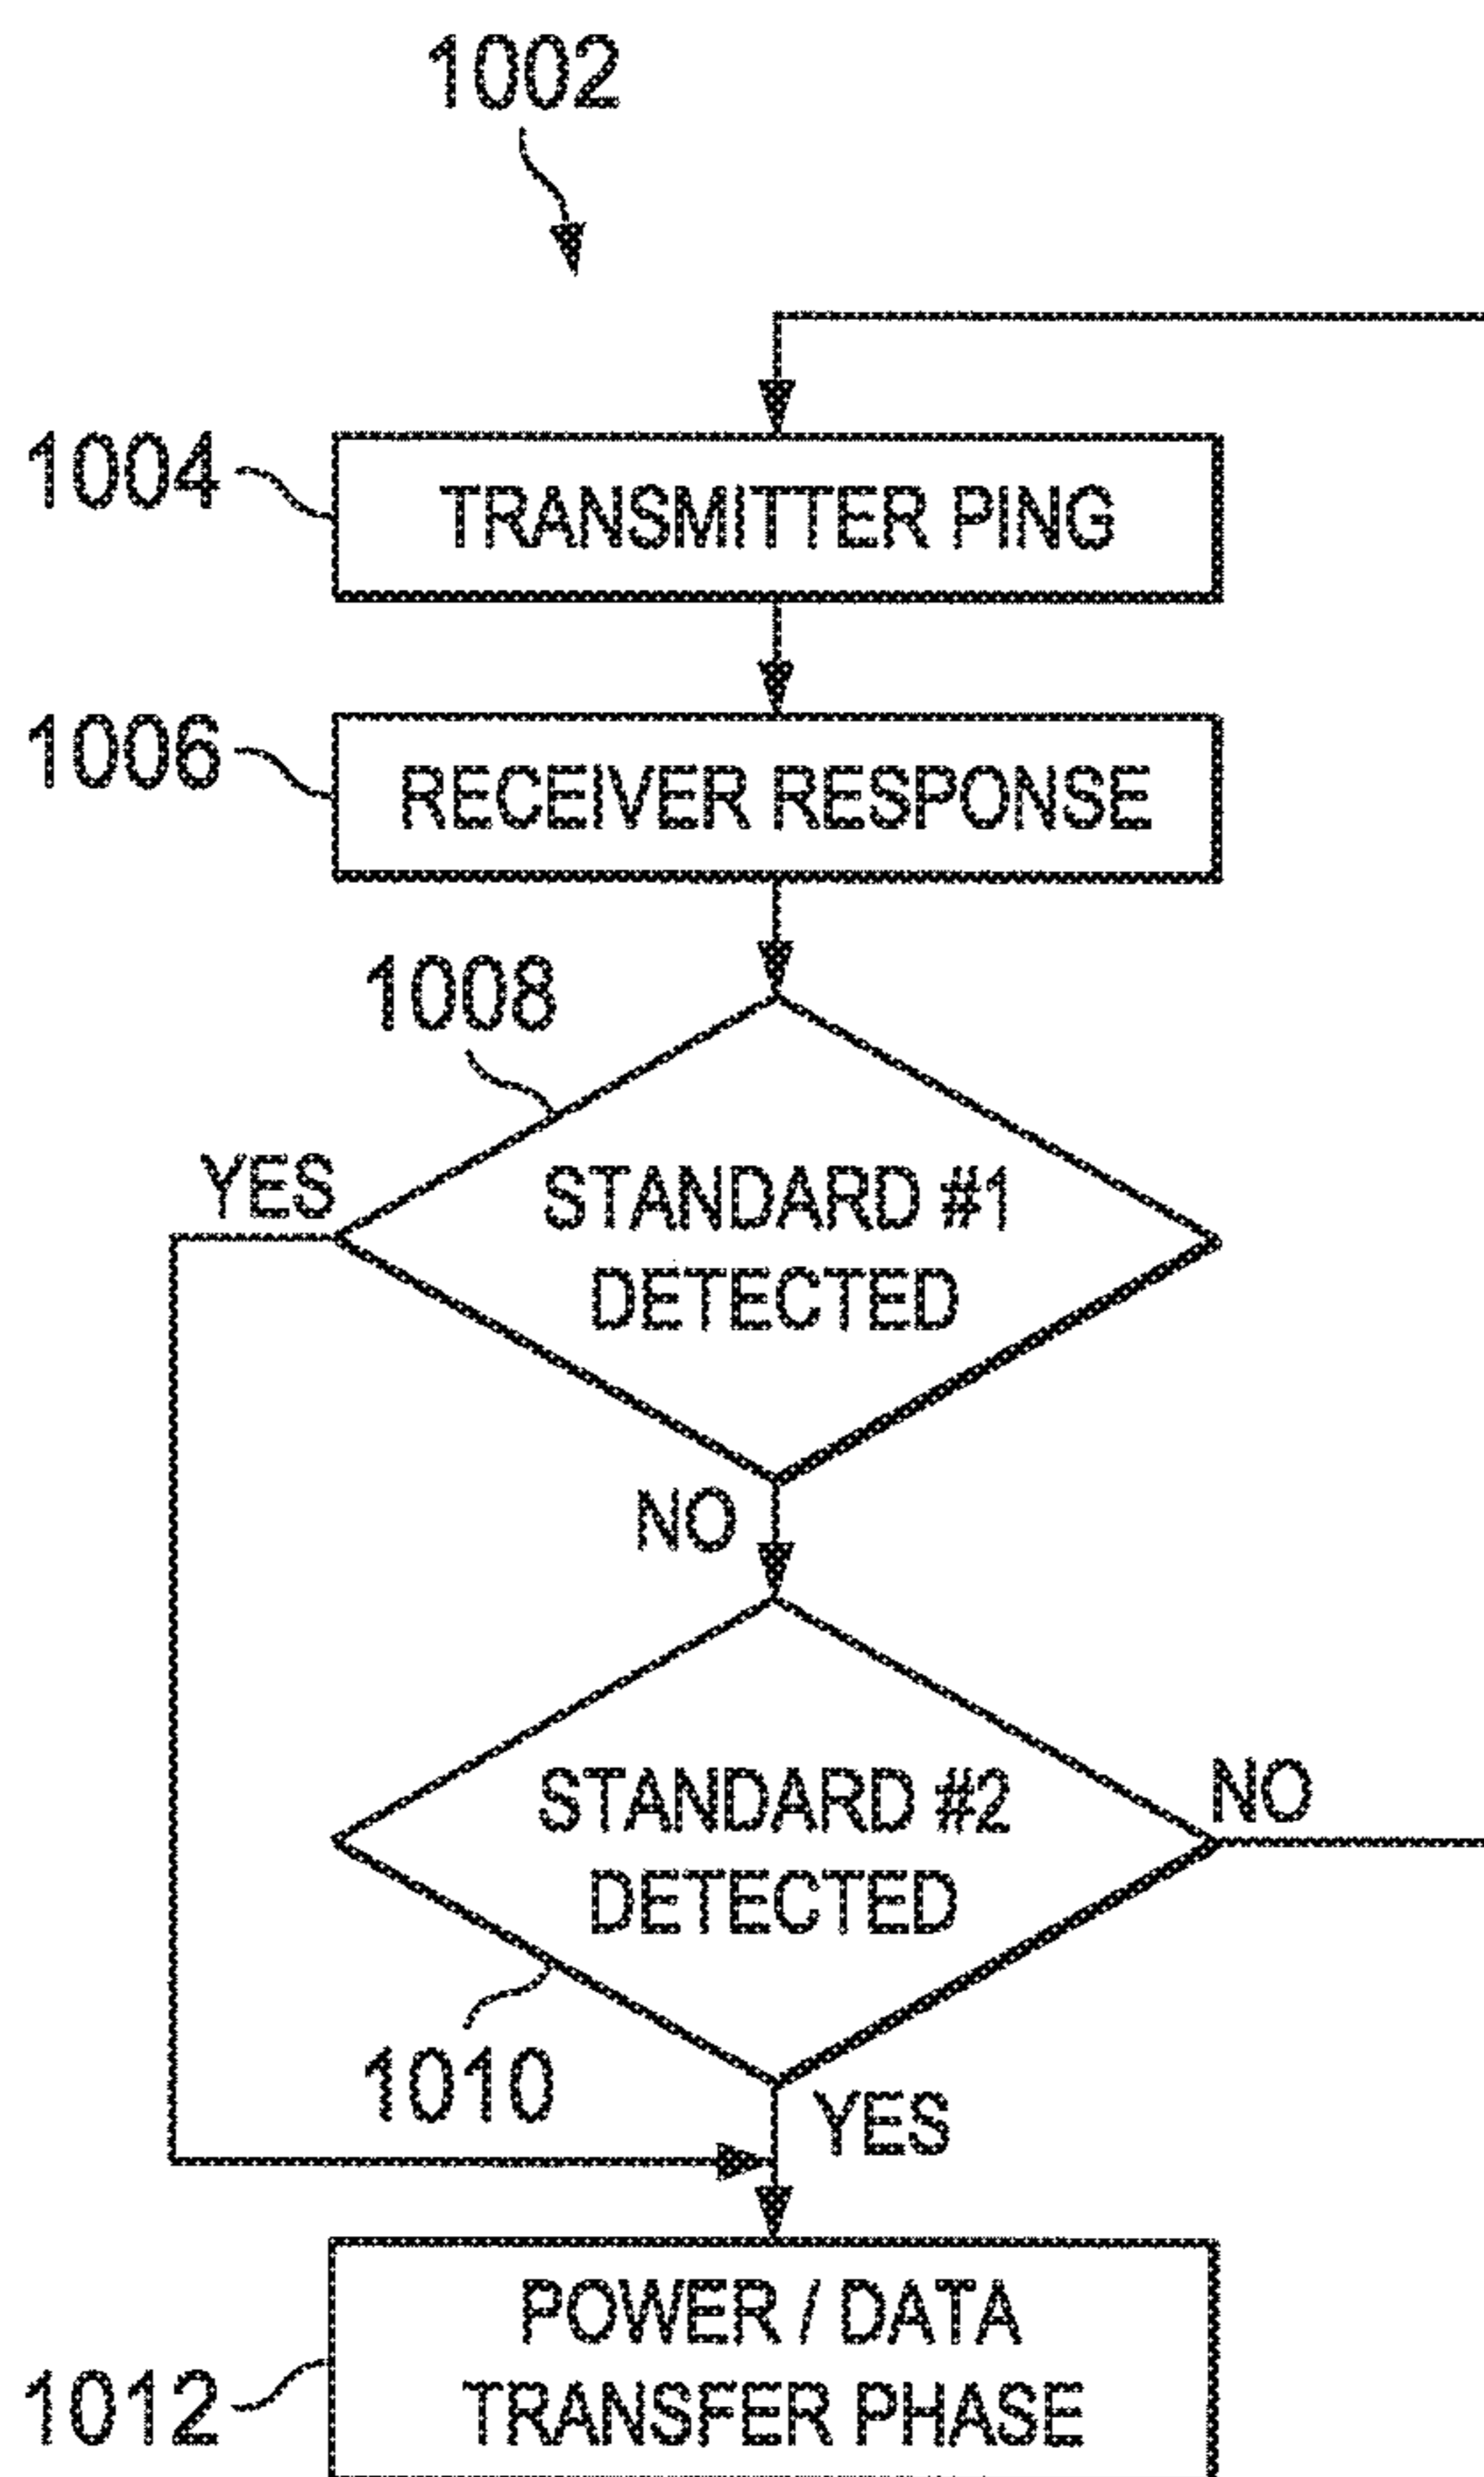 1002
1004
TRANSMITTER PING
1006
RECEIVER RESPONSE
1008
YES
STANDARD #1
DETECTED
NO
STANDARD #2
DETECTED
NO
1010
YES
POWER / DATA
TRANSFER PHASE
1012